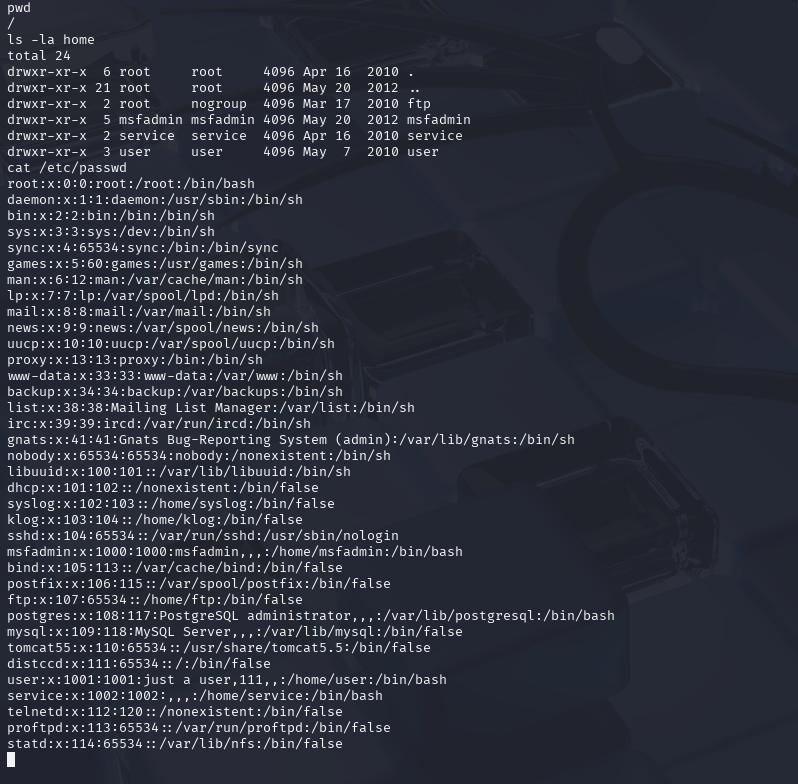 pwd
/
ls -la home
total 24
drwxr-xr-x  6 root     root     4096 Apr 16  2010 .
drwxr-xr-x 21 root     root     4096 May 20  2012 ..
drwxr-xr-x  2 root     nogroup  4096 Mar 17  2010 ftp
drwxr-xr-x  5 msfadmin msfadmin 4096 May 20  2012 msfadmin
drwxr-xr-x  2 service  service  4096 Apr 16  2010 service
drwxr-xr-x  3 user     user     4096 May  7  2010 user
cat /etc/passwd
root:x:0:0:root:/root:/bin/bash
daemon:x:1:1:daemon:/usr/sbin:/bin/sh
bin:x:2:2:bin:/bin:/bin/sh
sys:x:3:3:sys:/dev:/bin/sh
sync:x:4:65534:sync:/bin:/bin/sync
games:x:5:60:games:/usr/games:/bin/sh
man:x:6:12:man:/var/cache/man:/bin/sh
lp:x:7:7:lp:/var/spool/lpd:/bin/sh
mail:x:8:8:mail:/var/mail:/bin/sh
news:x:9:9:news:/var/spool/news:/bin/sh
uucp:x:10:10:uucp:/var/spool/uucp:/bin/sh
proxy:x:13:13:proxy:/bin:/bin/sh
www-data:x:33:33:www-data:/var/www:/bin/sh
backup:x:34:34:backup:/var/backups:/bin/sh
list:x:38:38:Mailing List Manager:/var/list:/bin/sh
irc:x:39:39:ircd:/var/run/ircd:/bin/sh
gnats:x:41:41:Gnats Bug-Reporting System (admin):/var/lib/gnats:/bin/sh
nobody:x:65534:65534:nobody:/nonexistent:/bin/sh
libuuid:x:100:101::/var/lib/libuuid:/bin/sh
dhcp:x:101:102::/nonexistent:/bin/false
syslog:x:102:103::/home/syslog:/bin/false
klog:x:103:104::/home/klog:/bin/false
sshd:x:104:65534::/var/run/sshd:/usr/sbin/nologin
msfadmin:x:1000:1000:msfadmin,,,:/home/msfadmin:/bin/bash
bind:x:105:113::/var/cache/bind:/bin/false
postfix:x:106:115::/var/spool/postfix:/bin/false
ftp:x:107:65534::/home/ftp:/bin/false
postgres:x:108:117:PostgreSQL administrator,,,:/var/lib/postgresql:/bin/bash
mysql:x:109:118:MySQL Server,,,:/var/lib/mysql:/bin/false
tomcat55:x:110:65534::/usr/share/tomcat5.5:/bin/false
distccd:x:111:65534::/:/bin/false
user:x:1001:1001:just a user,111,,:/home/user:/bin/bash
service:x:1002:1002:,,,:/home/service:/bin/bash
telnetd:x:112:120::/nonexistent:/bin/false
proftpd:x:113:65534::/var/run/proftpd:/bin/false
statd:x:114:65534::/var/lib/nfs:/bin/false